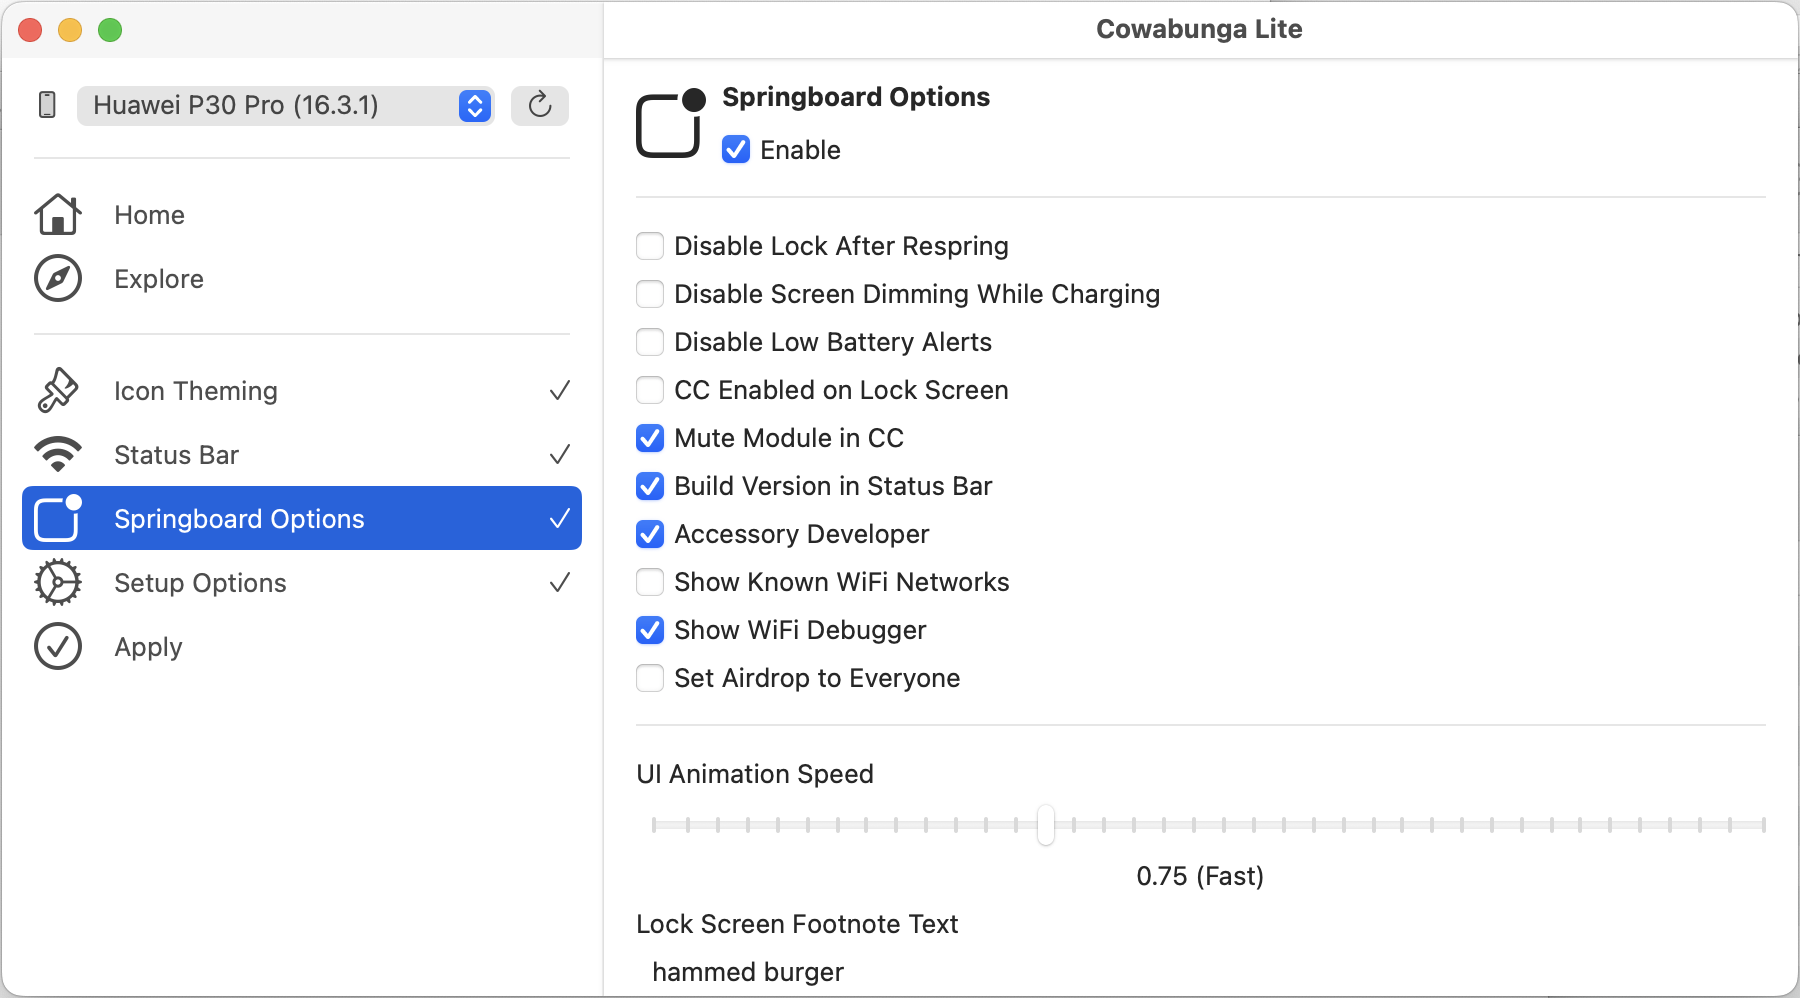 Cowabunga Lite
Huawei P30 Pro (16.3.1)
Home
Explore
Icon Theming
Status Bar
Springboard Options
Setup Options
Apply
Springboard Options
Enable
Disable Lock After Respring
Disable Screen Dimming While Charging
Disable Low Battery Alerts
CC Enabled on Lock Screen
Mute Module in CC
Build Version in Status Bar
Accessory Developer
Show Known WiFi Networks
Show WiFi Debugger
Set Airdrop to Everyone
UI Animation Speed
0.75 (Fast)
Lock Screen Footnote Text
hammed burger